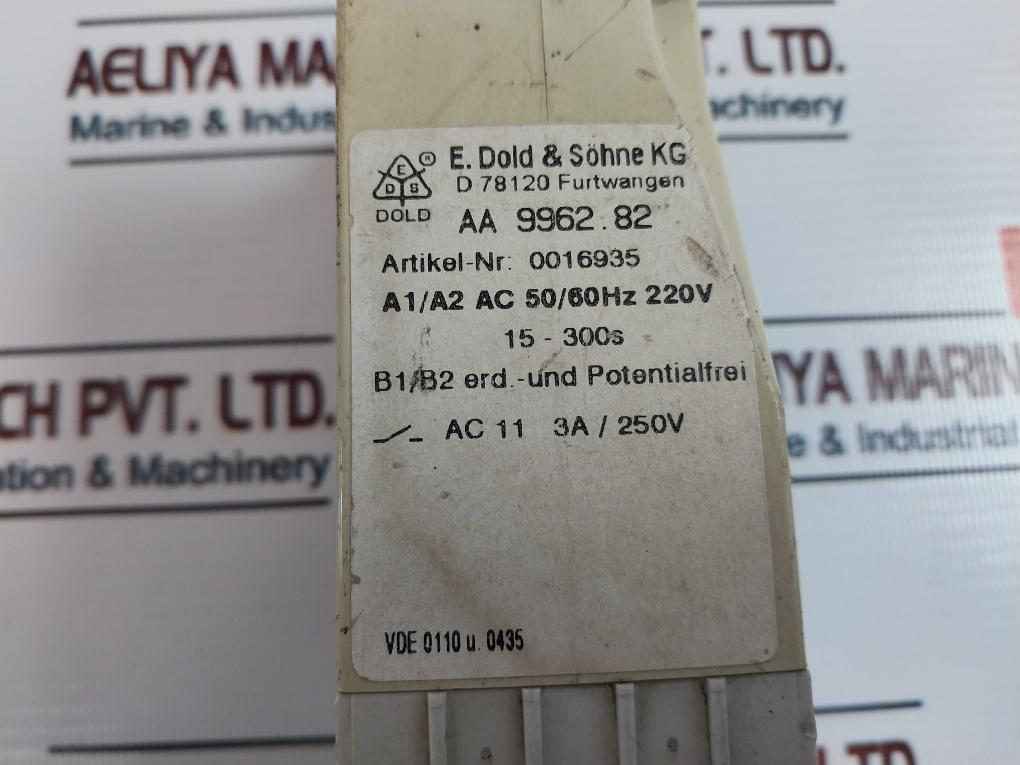 AELIYA MA
T. LTD.
Marine & Indus
achinery
E
D S
®
DOLD
E. Dold & Söhne KG
D 78120 Furtwangen
AA 9962.82
Artikel-Nr: 0016935
A1/A2 AC 50/60Hz 220V
15 - 300s
B1/B2 erd.-und Potentialfrei
AC 11 3A / 250V
VDE 0110 u. 0435
CH PVT. LTD.
ation & Machinery
YA MARIN
e & Industrial
LTD